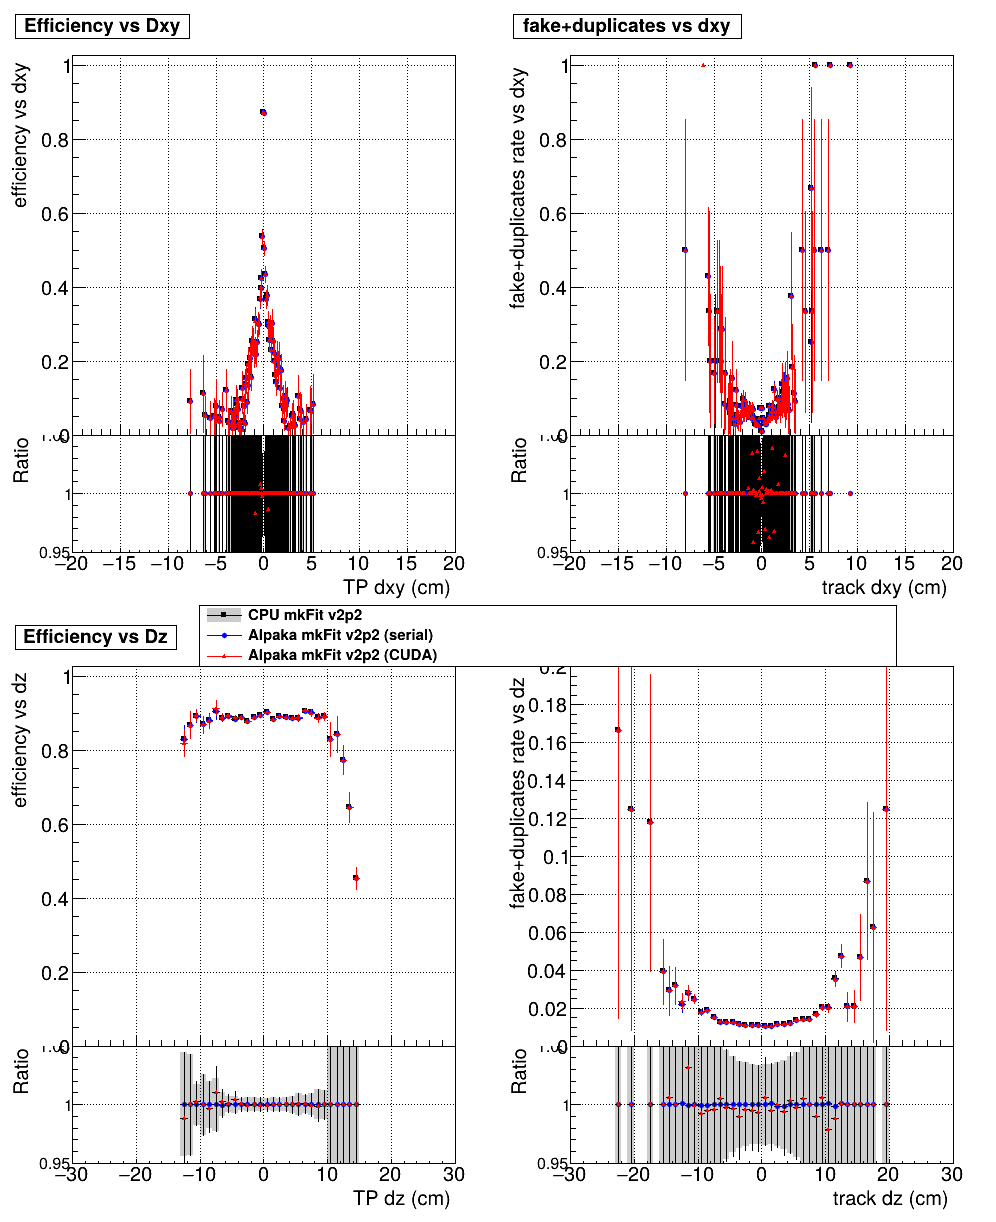 Efficiency vs Dxy
efficiency vs dxy
1
0.8
0.6
0.4
0.2
0
Ratio
1
0.95
−20 −15 −10 −5 0 5 10 15 20
TP dxy (cm)
fake+duplicates vs dxy
fake+duplicates rate vs dxy
1
0.8
0.6
0.4
0.2
0
Ratio
1
0.95
−20 −15 −10 −5 0 5 10 15 20
track dxy (cm)
CPU mkFit v2p2
Alpaka mkFit v2p2 (serial)
Alpaka mkFit v2p2 (CUDA)
Efficiency vs Dz
efficiency vs dz
1
0.8
0.6
0.4
0.2
0
Ratio
1
0.95
−30 −20 −10 0 10 20 30
TP dz (cm)
fake+duplicates rate vs dz
0.2
0.18
0.16
0.14
0.12
0.1
0.08
0.06
0.04
0.02
Ratio
1
0.95
−30 −20 −10 0 10 20 30
track dz (cm)